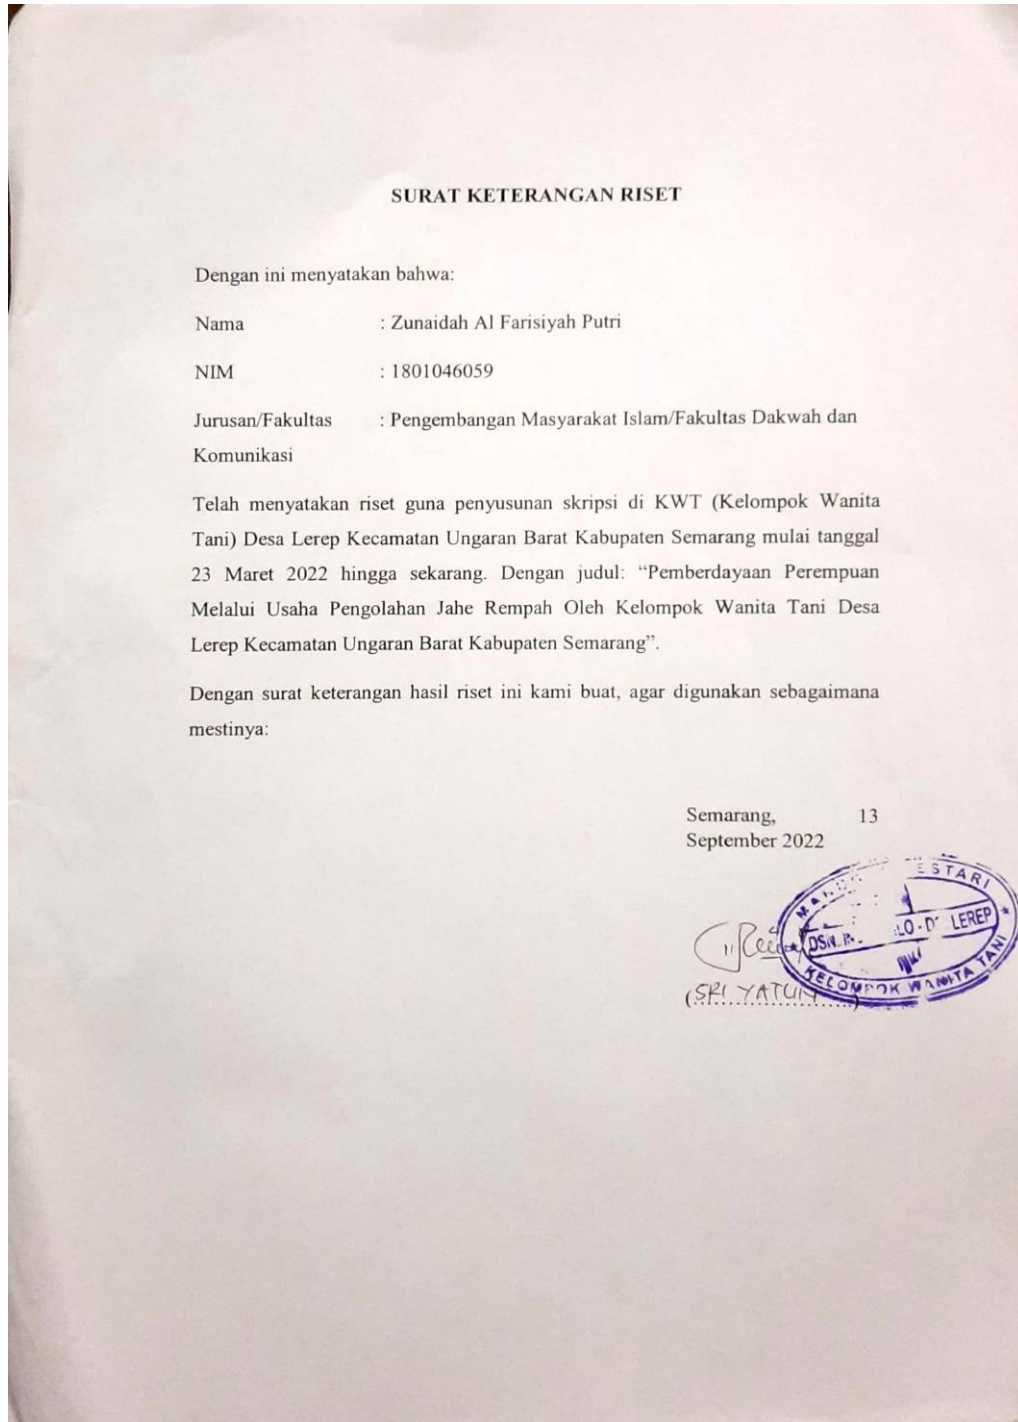 SURAT KETERANGAN RISET
Dengan ini menyatakan bahwa:
Nama : Zunaidah Al Farisiyah Putri
NIM : 1801046059
Jurusan/Fakultas : Pengembangan Masyarakat Islam/Fakultas Dakwah dan
Komunikasi
Telah menyatakan riset guna penyusunan skripsi di KWT (Kelompok Wanita
Tani) Desa Lerep Kecamatan Ungaran Barat Kabupaten Semarang mulai tanggal
23 Maret 2022 hingga sekarang. Dengan judul: “Pemberdayaan Perempuan
Melalui Usaha Pengolahan Jahe Rempah Oleh Kelompok Wanita Tani Desa
Lerep Kecamatan Ungaran Barat Kabupaten Semarang”.
Dengan surat keterangan hasil riset ini kami buat, agar digunakan sebagaimana
mestinya:
Semarang, 13
September 2022
LEREP
KELOMPOK WANITA TANI
(SRI YATUN)